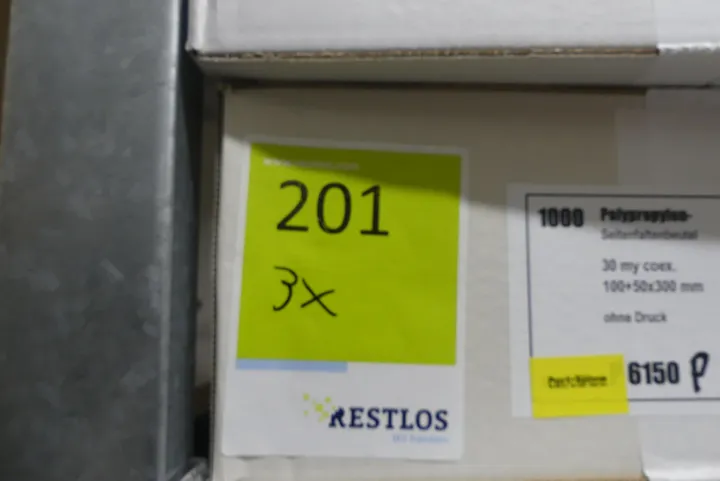 201
3x
RESTLOS
1000 Polypropylen-
Seitenfaltenbeutel
30 my coex.
100+50x300 mm
ohne Druck
6150 P